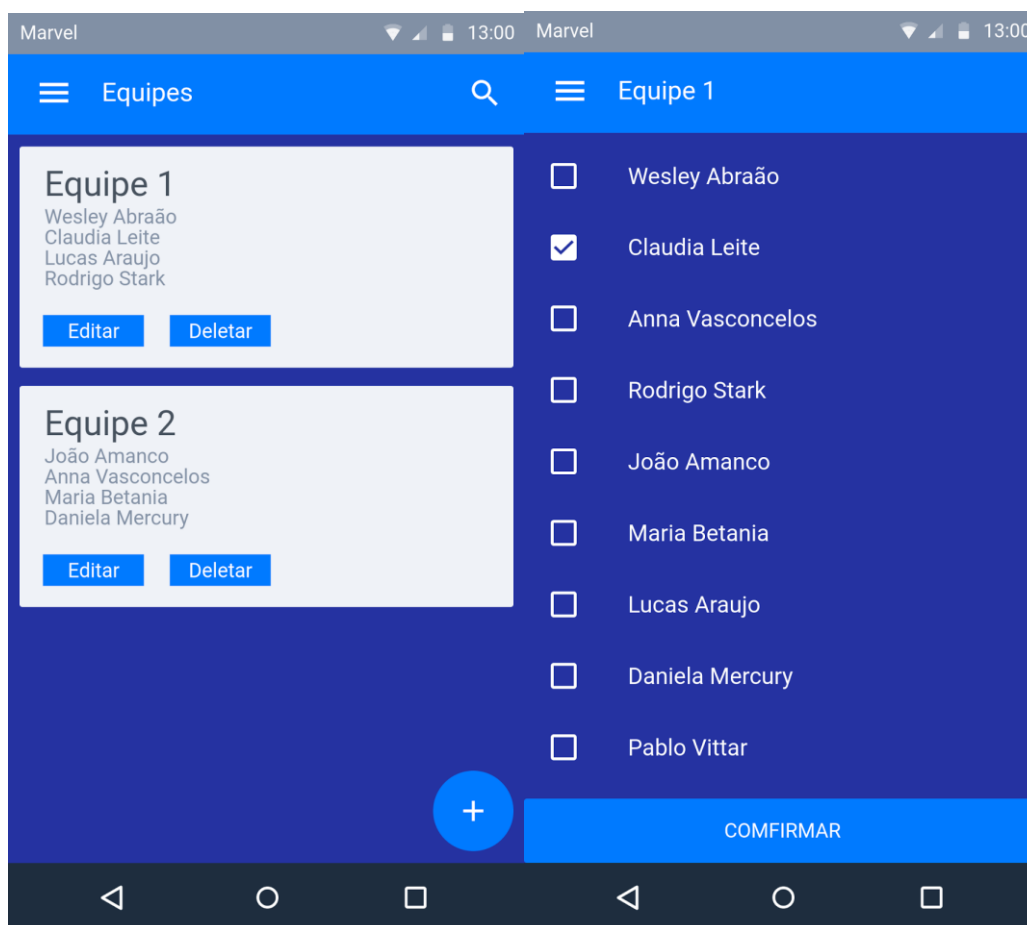 Marvel
13:00
Equipes
Equipe 1
Wesley Abraão
Claudia Leite
Lucas Araujo
Rodrigo Stark
Editar Deletar
Equipe 2
João Amanco
Anna Vasconcelos
Maria Betania
Daniela Mercury
Editar Deletar
+
Marvel
13:00
Equipe 1
Wesley Abraão
Claudia Leite
Anna Vasconcelos
Rodrigo Stark
João Amanco
Maria Betania
Lucas Araujo
Daniela Mercury
Pablo Vittar
COMFIRMAR